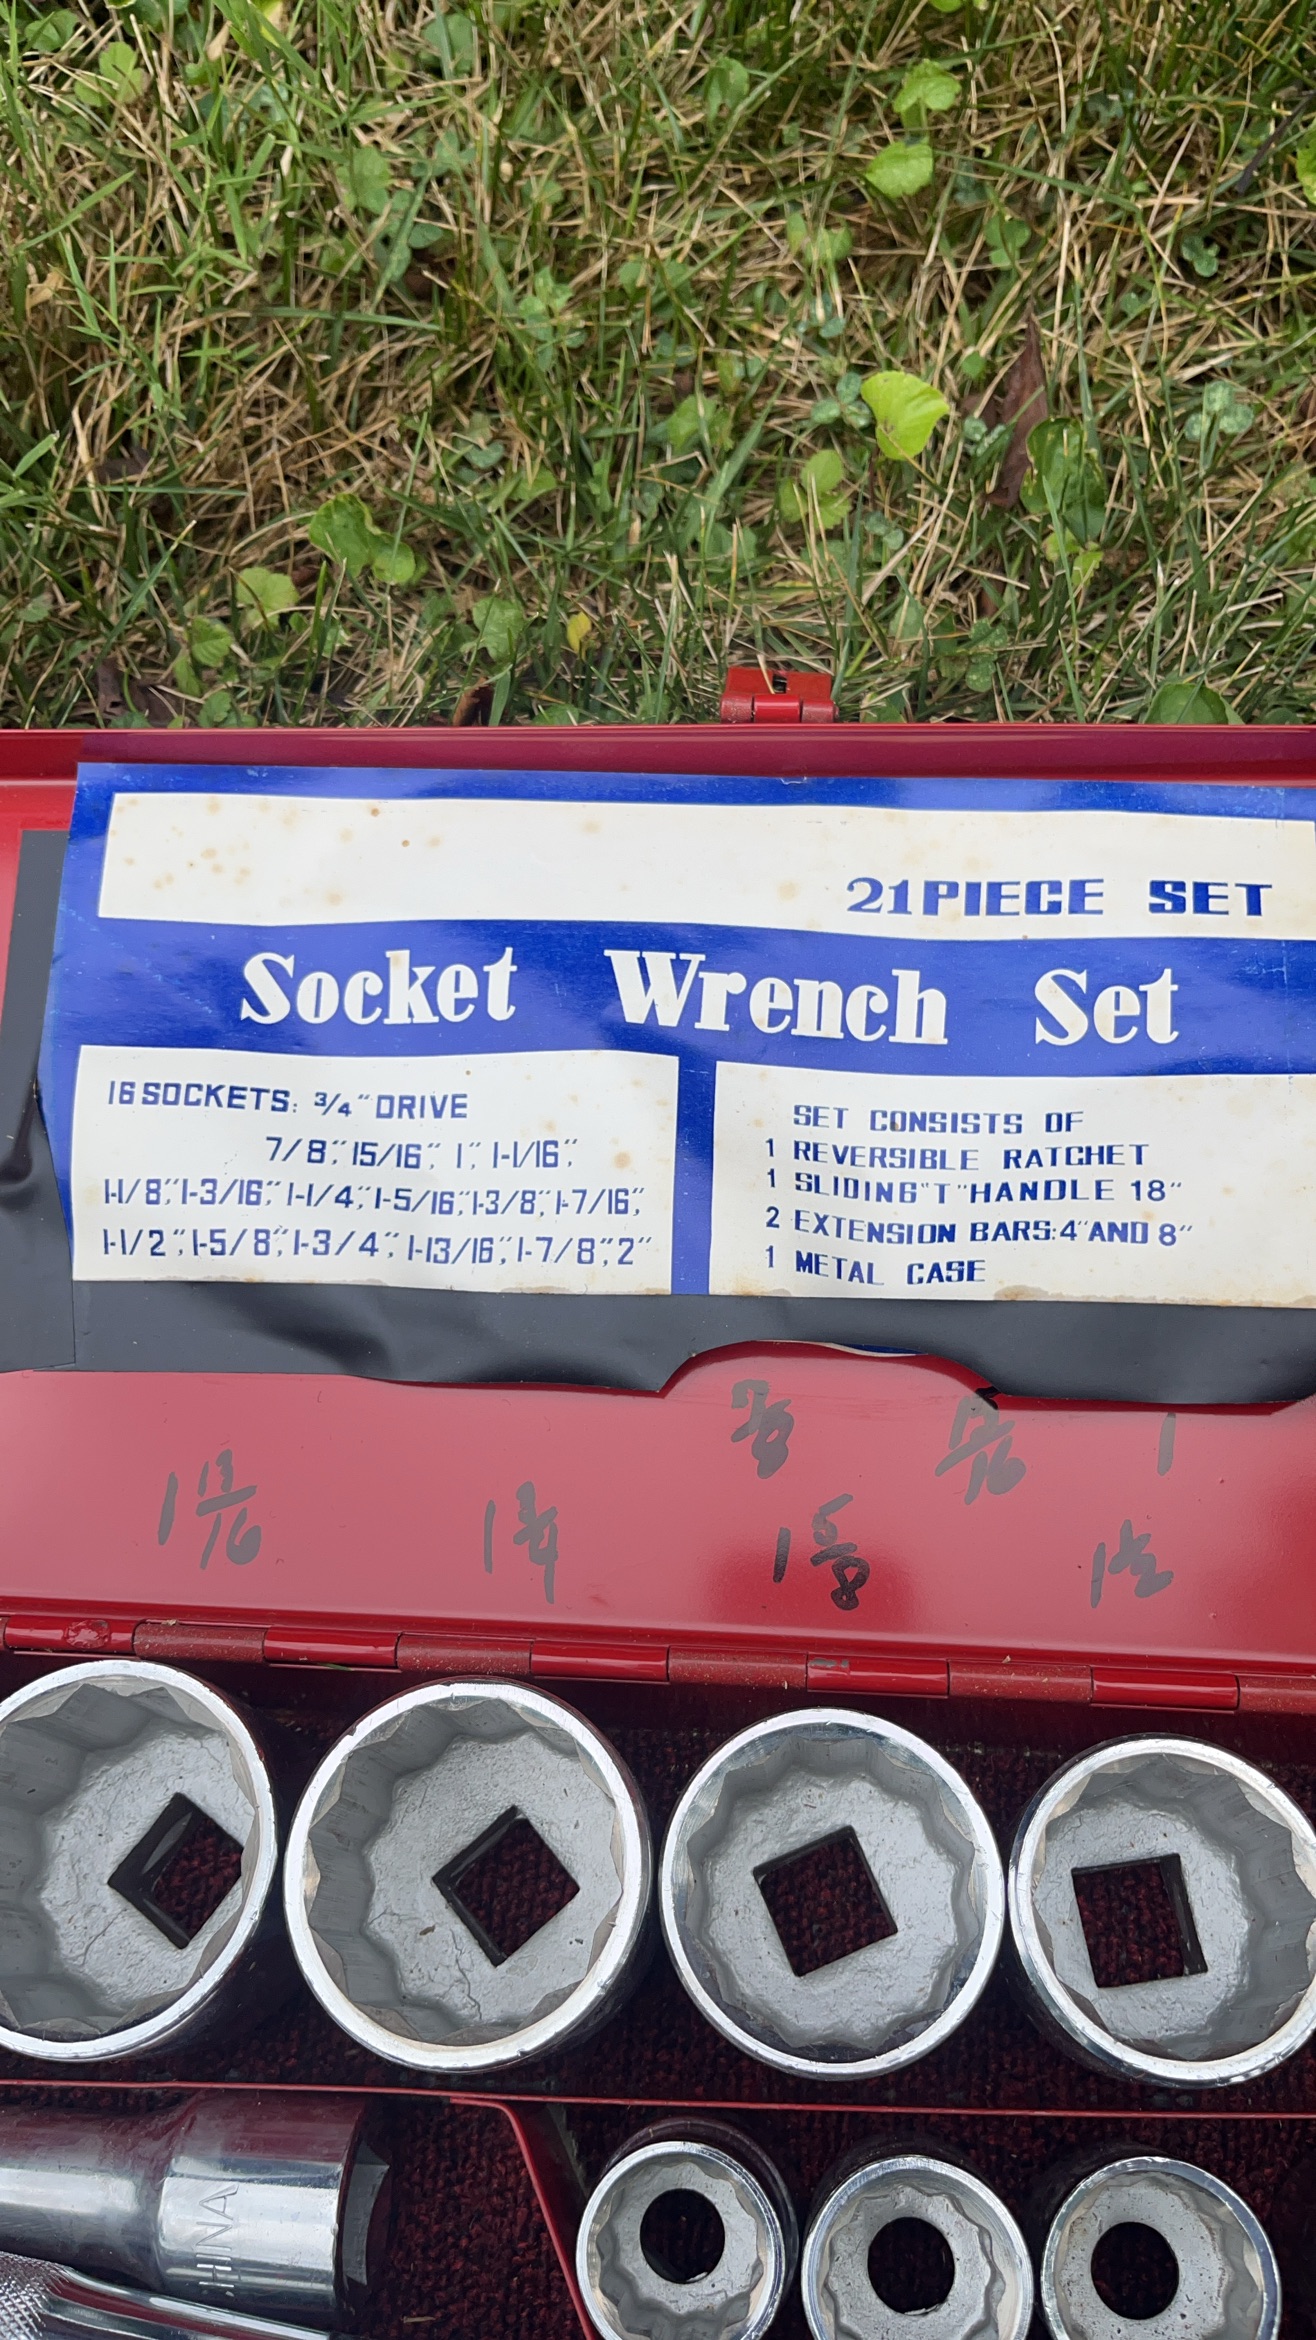 21 PIECE SET
Socket Wrench Set
16 SOCKETS: 3/4" DRIVE
7/8", 15/16", 1", 1-1/16",
1-1/8", 1-3/16", 1-1/4", 1-5/16", 1-3/8", 1-7/16",
1-1/2", 1-5/8", 1-3/4", 1-13/16", 1-7/8", 2"
SET CONSISTS OF
1 REVERSIBLE RATCHET
1 SLIDING "T" HANDLE 18"
2 EXTENSION BARS: 4" AND 8"
1 METAL CASE
7/8 15/16 1
1 13/16 1 3/4 1 5/8 1 1/2
CHINA